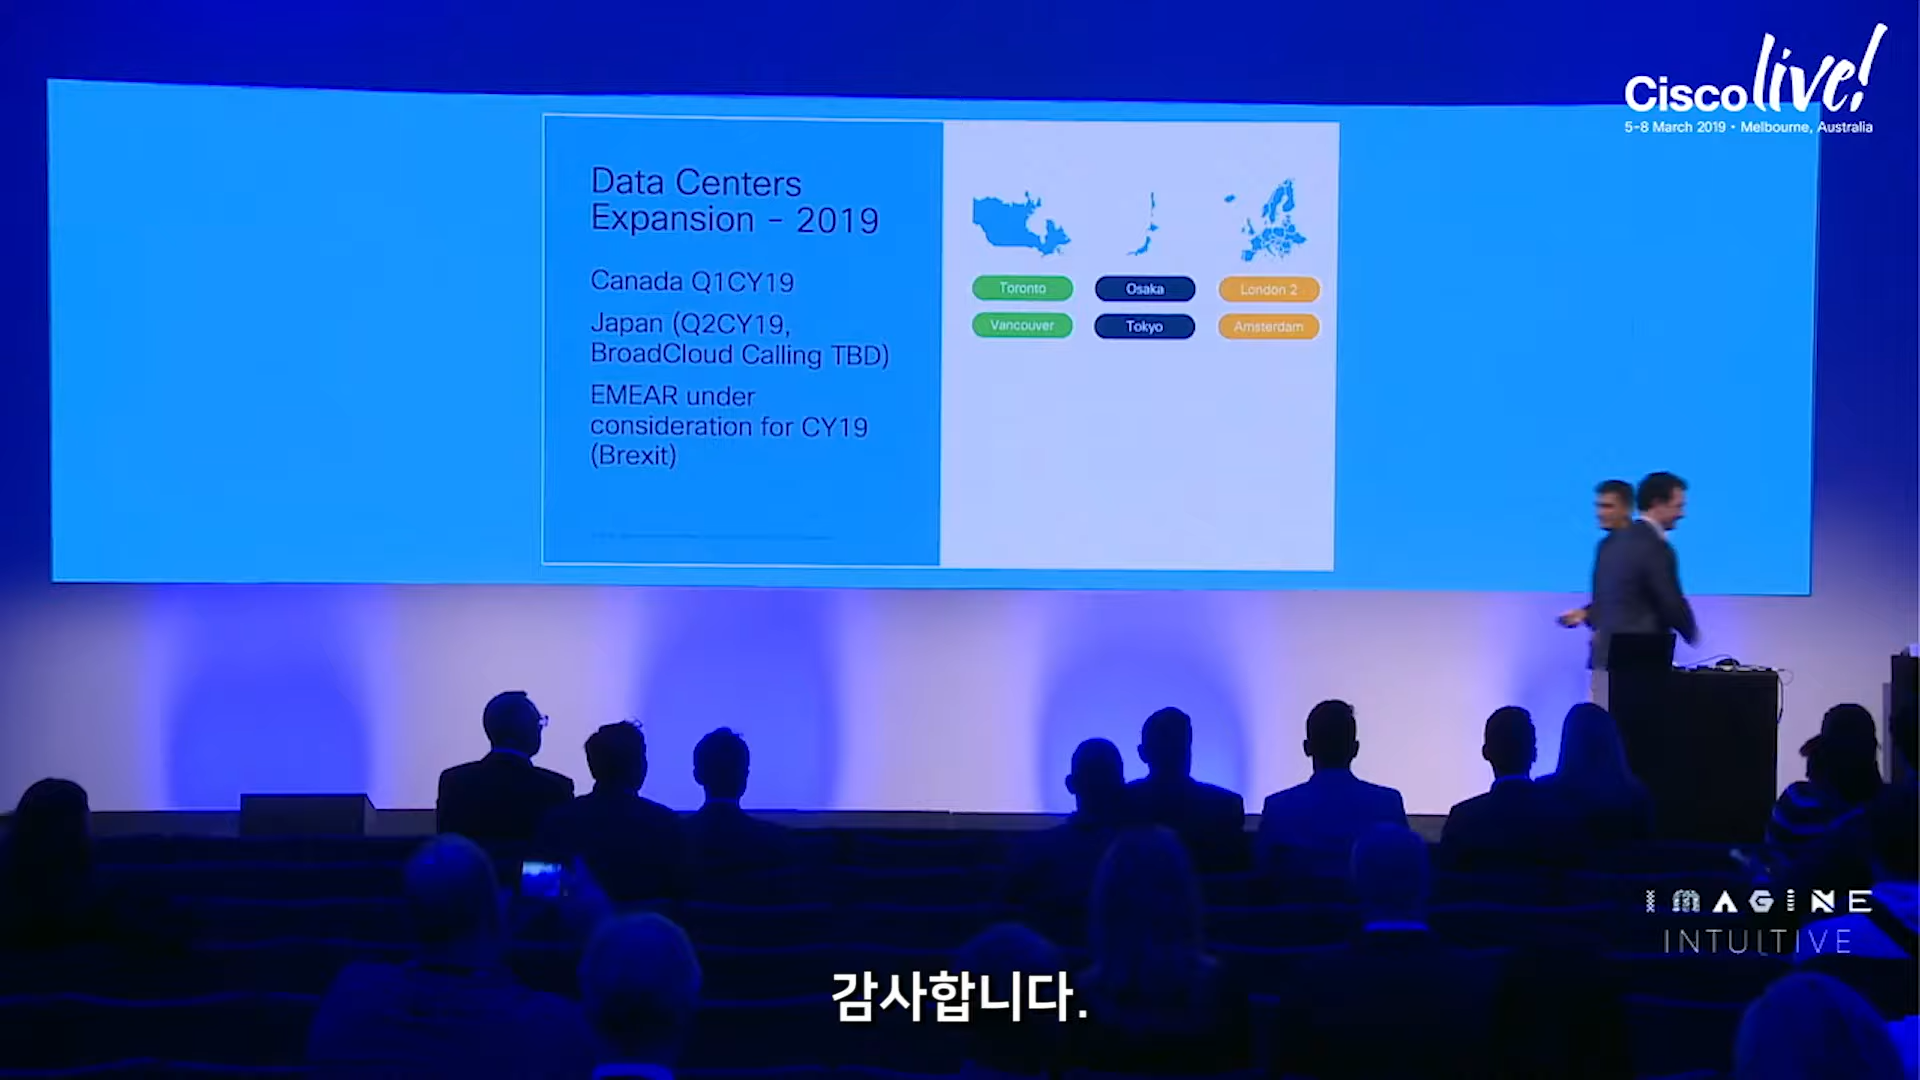 Cisco live!
5-8 March 2019 • Melbourne, Australia
Data Centers
Expansion - 2019
Canada Q1CY19
Japan (Q2CY19,
BroadCloud Calling TBD)
EMEAR under
consideration for CY19
(Brexit)
Toronto
Osaka
London 2
Vancouver
Tokyo
Amsterdam
IMAGINE
INTUITIVE
감사합니다.